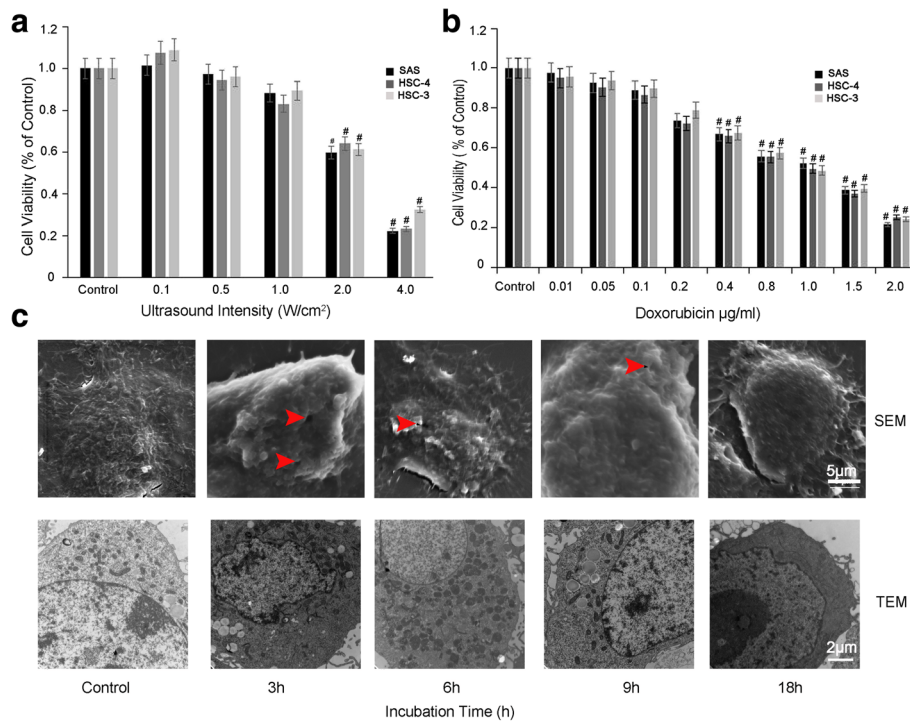 a
1.2
1.0
0.8
0.6
0.4
0.2
0
Cell Viability (% of Control)
SAS
HSC-4
HSC-3
# # #
# # #
Control 0.1 0.5 1.0 2.0 4.0
Ultrasound Intensity (W/cm²)
b
1.2
1.0
0.8
0.6
0.4
0.2
0
Cell Viability ( % of Control)
SAS
HSC-4
HSC-3
# # #
# # #
# # #
# # #
# # #
Control 0.01 0.05 0.1 0.2 0.4 0.8 1.0 1.5 2.0
Doxorubicin µg/ml)
c
SEM
5µm
TEM
2µm
Control 3h 6h 9h 18h
Incubation Time (h)